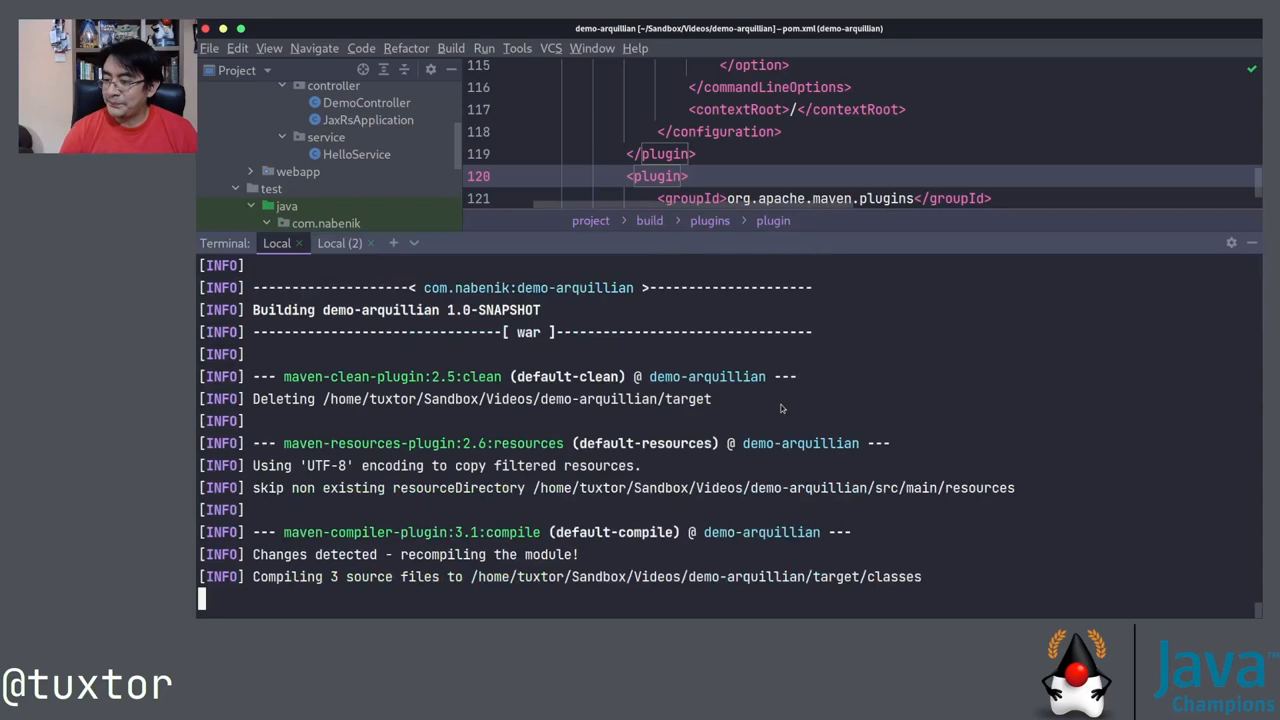 demo-arquillian [~/Sandbox/Videos/demo-arquillian] – pom.xml (demo-arquillian)
File Edit View Navigate Code Refactor Build Run Tools VCS Window Help
Project
controller
DemoController
JaxRsApplication
service
HelloService
webapp
test
java
com.nabenik
115 </option>
116 </commandLineOptions>
117 <contextRoot>/</contextRoot>
118 </configuration>
119 </plugin>
120 <plugin>
121 <groupId>org.apache.maven.plugins</groupId>
project build plugins plugin
Terminal: Local × Local (2) ×
[INFO]
[INFO] --------------------< com.nabenik:demo-arquillian >---------------------
[INFO] Building demo-arquillian 1.0-SNAPSHOT
[INFO] --------------------------------[ war ]---------------------------------
[INFO]
[INFO] --- maven-clean-plugin:2.5:clean (default-clean) @ demo-arquillian ---
[INFO] Deleting /home/tuxtor/Sandbox/Videos/demo-arquillian/target
[INFO]
[INFO] --- maven-resources-plugin:2.6:resources (default-resources) @ demo-arquillian ---
[INFO] Using 'UTF-8' encoding to copy filtered resources.
[INFO] skip non existing resourceDirectory /home/tuxtor/Sandbox/Videos/demo-arquillian/src/main/resources
[INFO]
[INFO] --- maven-compiler-plugin:3.1:compile (default-compile) @ demo-arquillian ---
[INFO] Changes detected - recompiling the module!
[INFO] Compiling 3 source files to /home/tuxtor/Sandbox/Videos/demo-arquillian/target/classes
@tuxtor
Java™
Champions